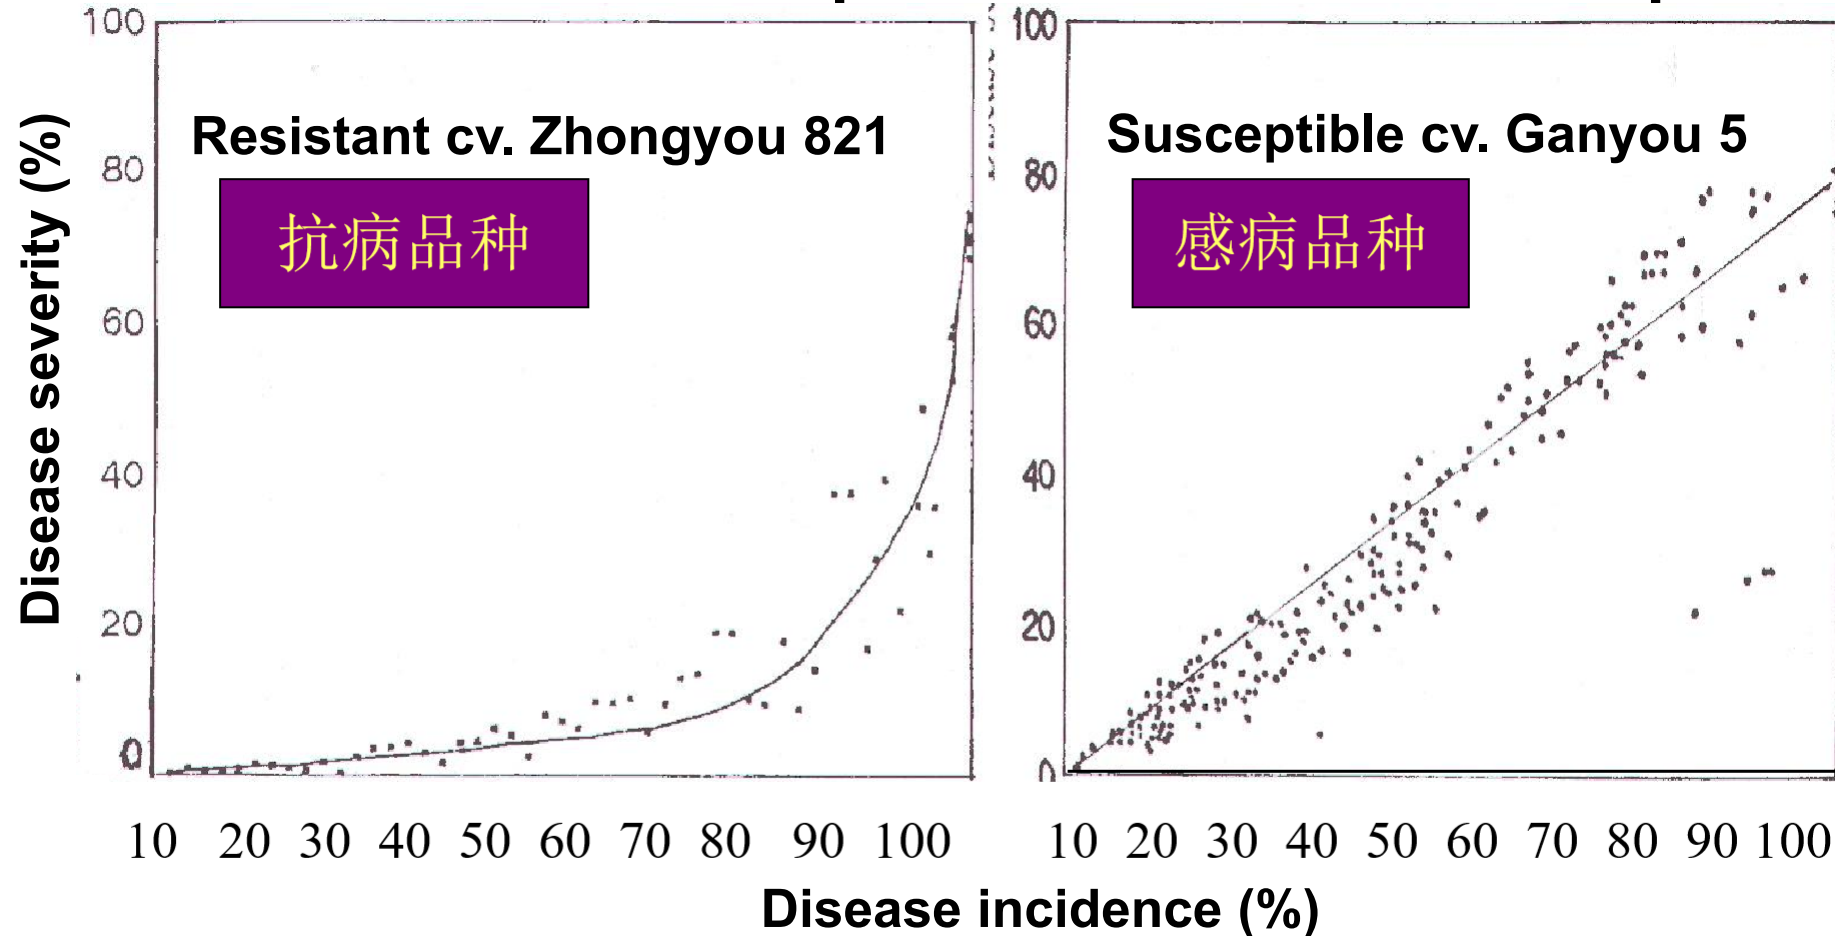 Resistant cv. Zhongyou 821
抗病品种
Disease severity (%)
100
80
60
40
20
0
10 20 30 40 50 60 70 80 90 100
Susceptible cv. Ganyou 5
感病品种
100
80
60
40
20
0
10 20 30 40 50 60 70 80 90 100
Disease incidence (%)